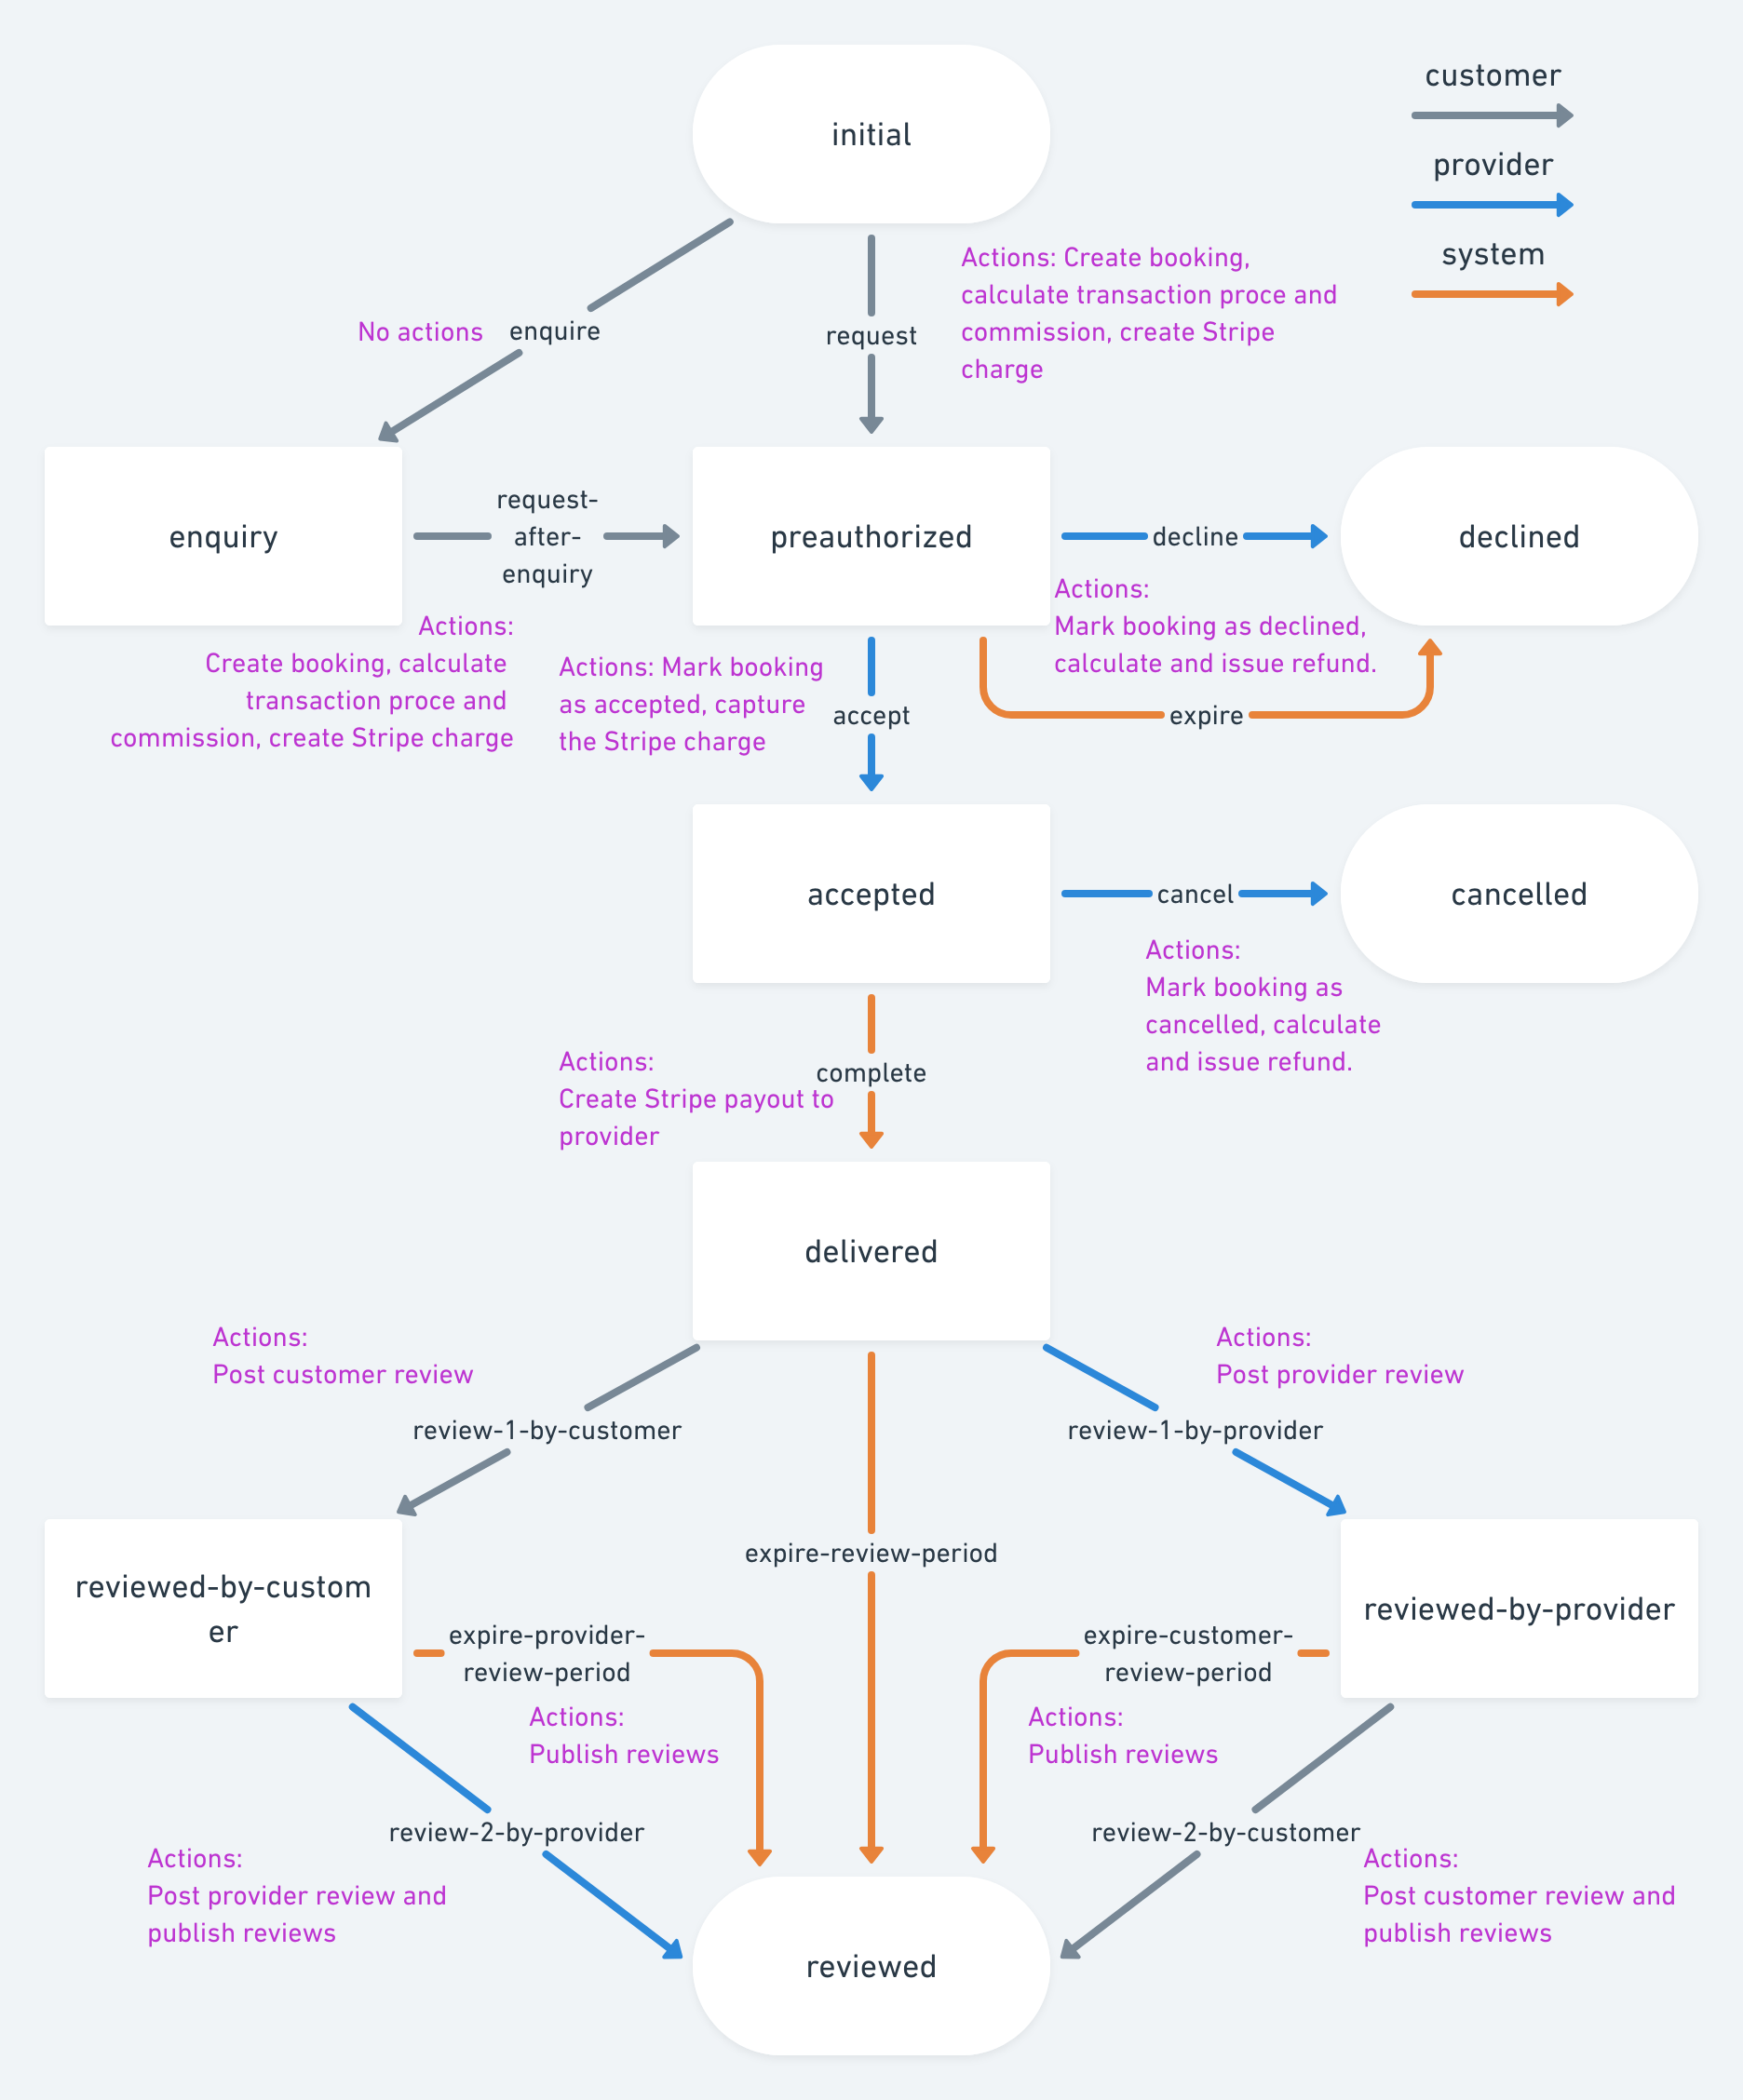 initial
customer
provider
system
Actions: Create booking,
calculate transaction proce and
commission, create Stripe
charge
No actions
enquire
request
enquiry
request-
after-
enquiry
preauthorized
decline
declined
Actions:
Mark booking as declined,
calculate and issue refund.
Actions:
Create booking, calculate
transaction proce and
commission, create Stripe charge
Actions: Mark booking
as accepted, capture
the Stripe charge
accept
expire
accepted
cancel
cancelled
Actions:
Mark booking as
cancelled, calculate
and issue refund.
Actions:
Create Stripe payout to
provider
complete
delivered
Actions:
Post customer review
Actions:
Post provider review
review-1-by-customer
review-1-by-provider
expire-review-period
reviewed-by-custom
er
reviewed-by-provider
expire-provider-
review-period
expire-customer-
review-period
Actions:
Publish reviews
Actions:
Publish reviews
review-2-by-provider
review-2-by-customer
Actions:
Post provider review and
publish reviews
Actions:
Post customer review and
publish reviews
reviewed